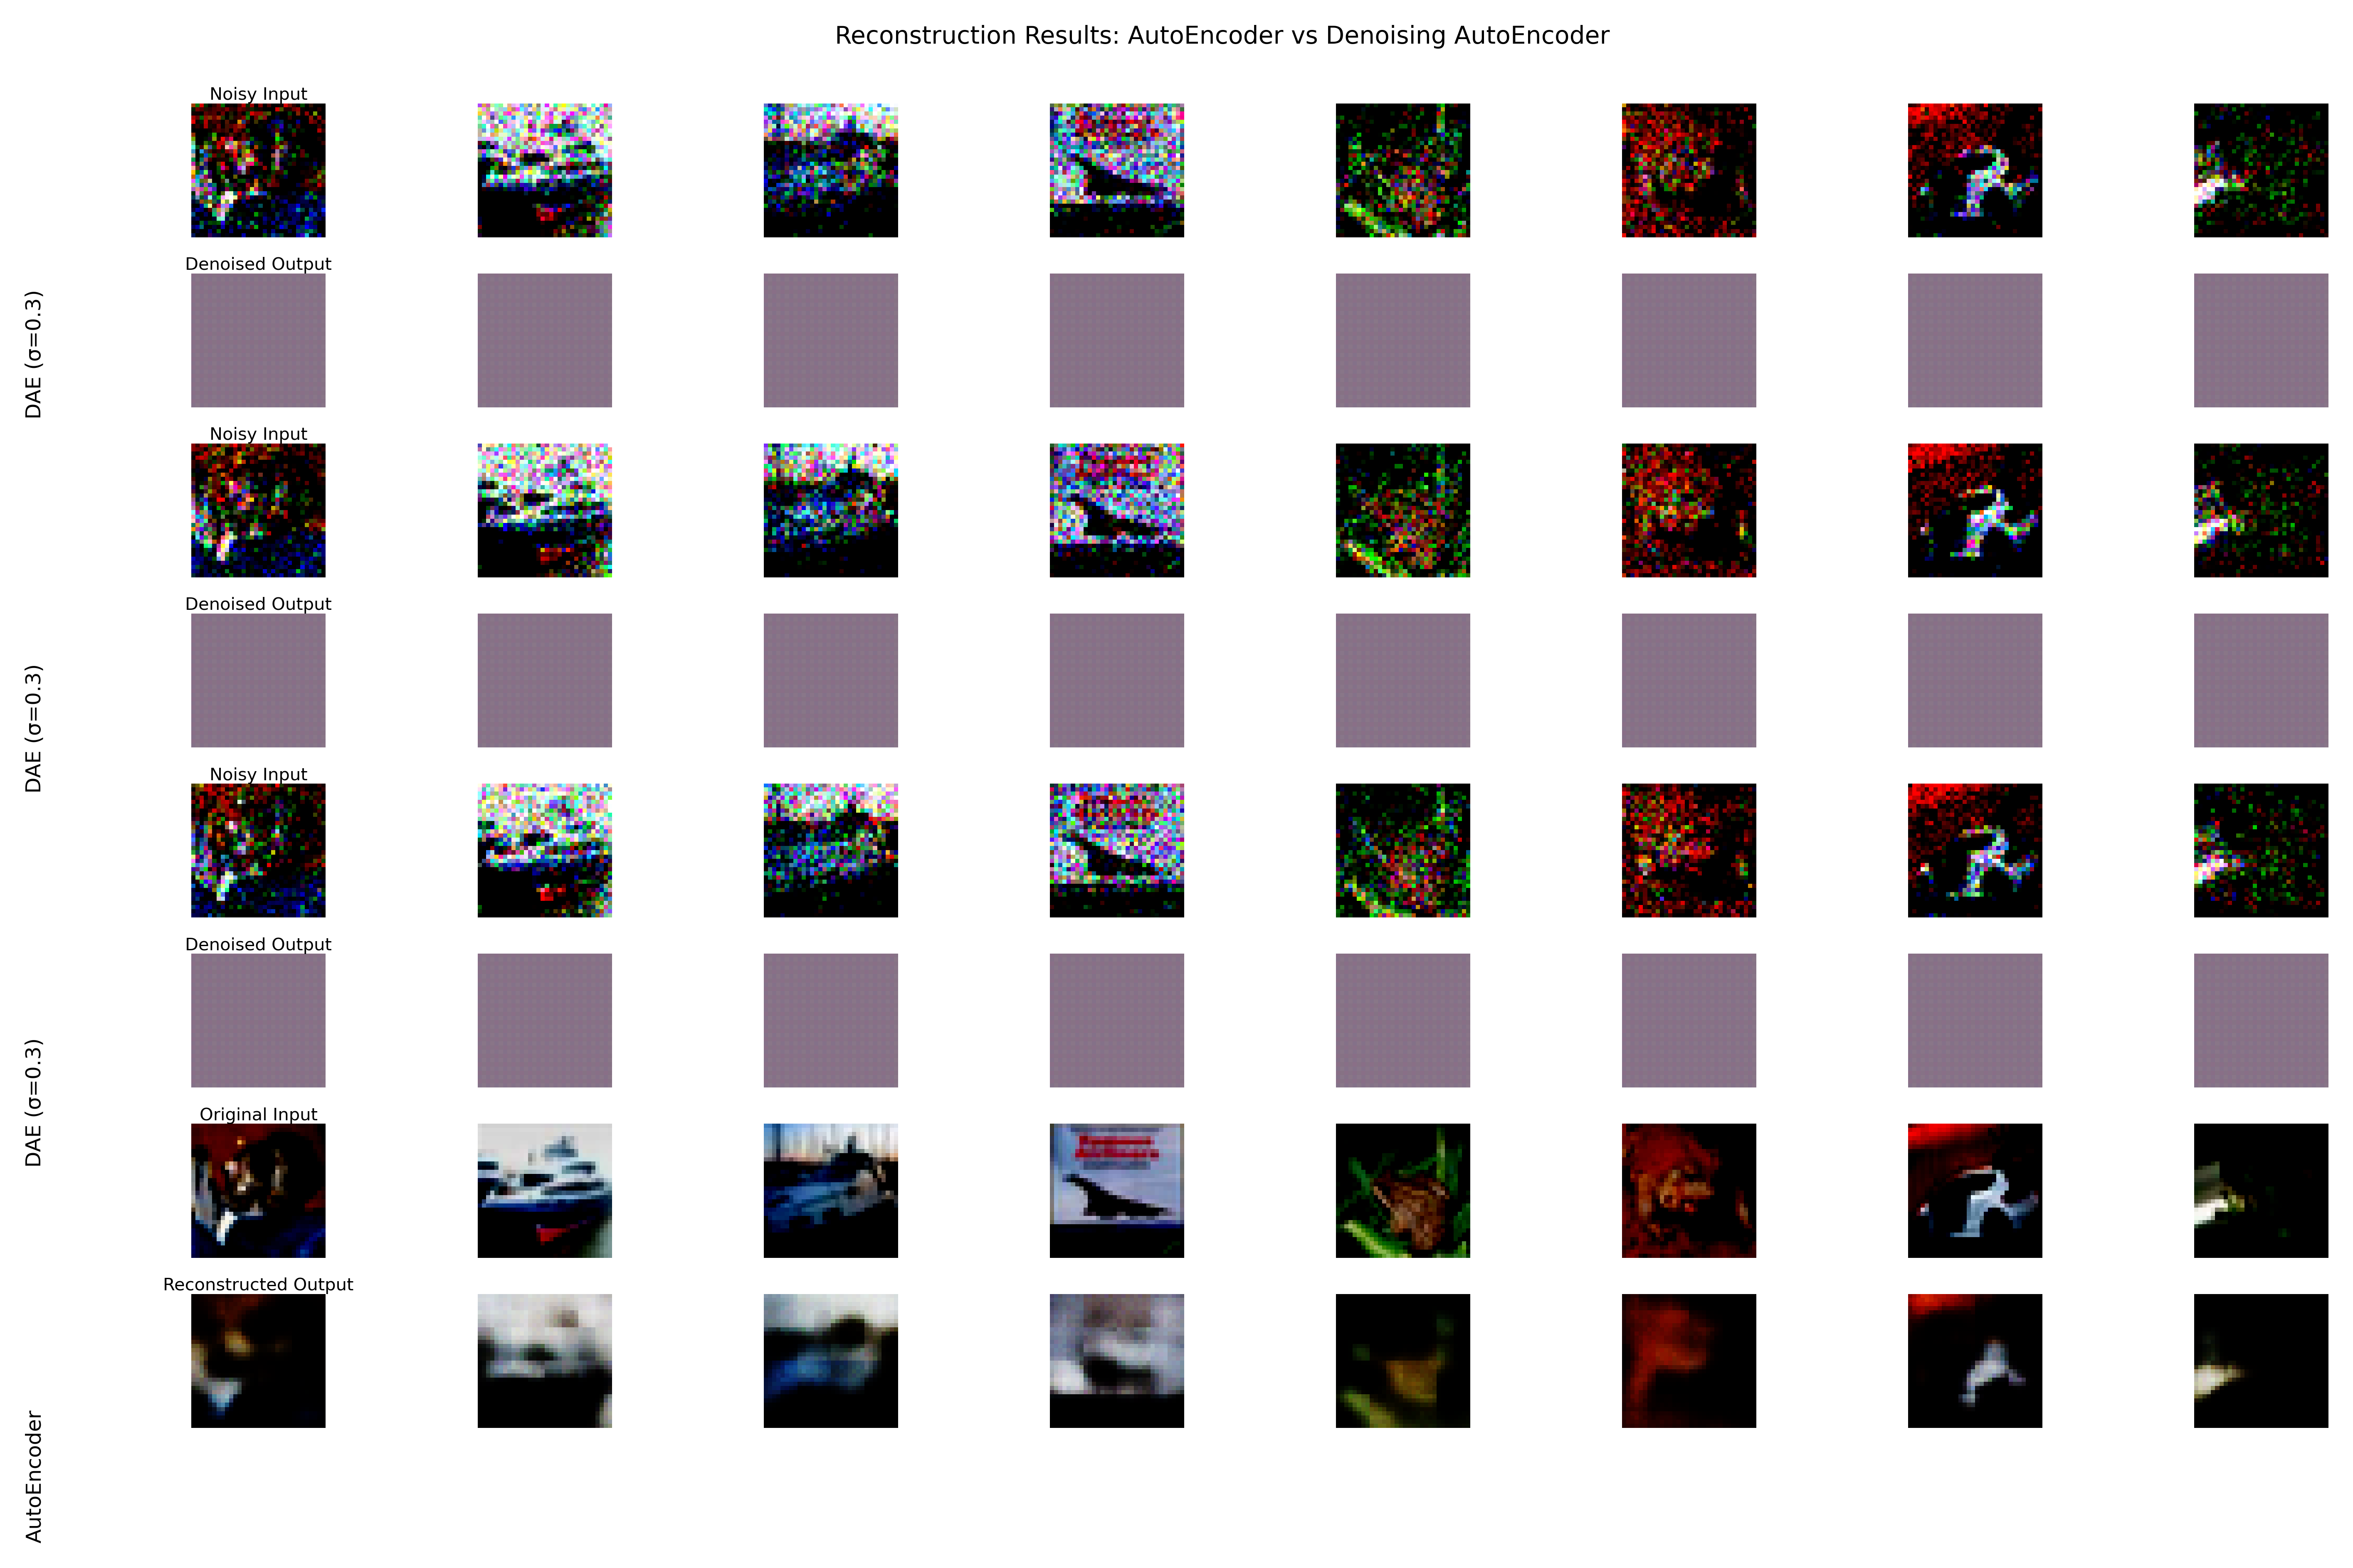 Reconstruction Results: AutoEncoder vs Denoising AutoEncoder
Noisy Input
Denoised Output
DAE (σ=0.3)
Noisy Input
Denoised Output
DAE (σ=0.3)
Noisy Input
Denoised Output
DAE (σ=0.3)
Original Input
Reconstructed Output
AutoEncoder